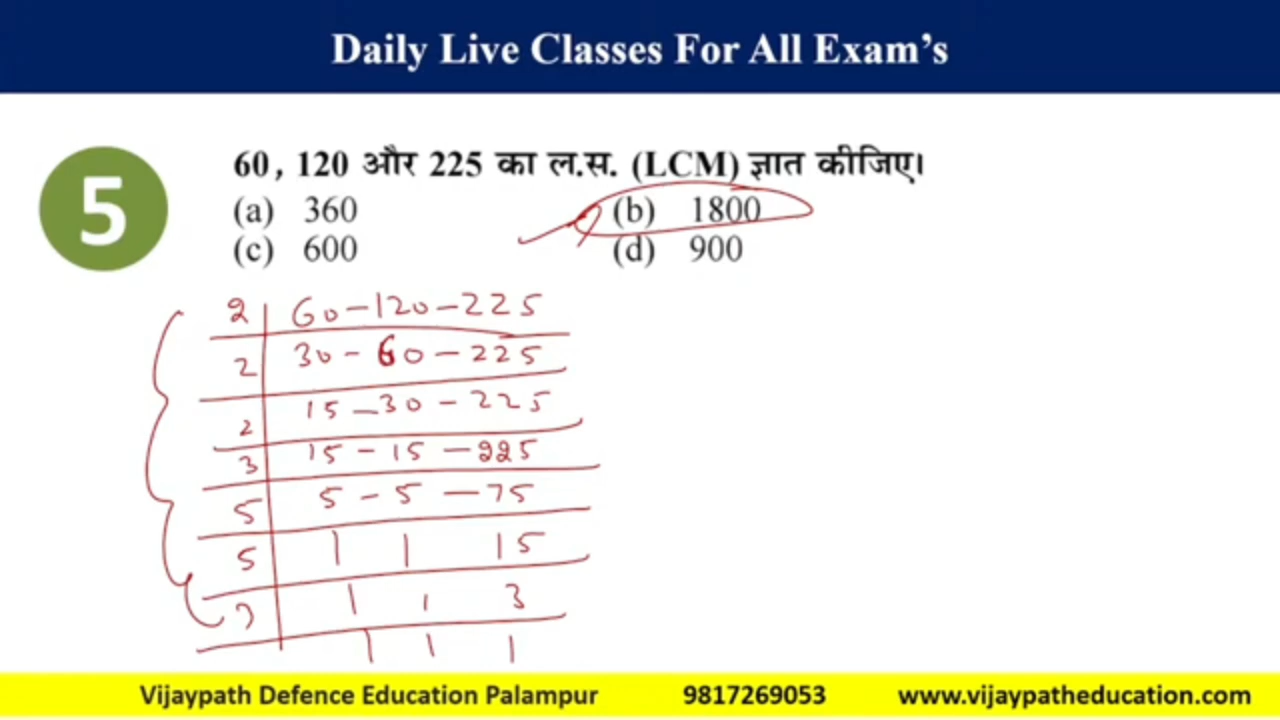 Daily Live Classes For All Exam's
5
60, 120 और 225 का ल.स. (LCM) ज्ञात कीजिए।
(a) 360 (b) 1800
(c) 600 (d) 900
2 | 60 – 120 – 225
2 | 30 – 60 – 225
2 | 15 – 30 – 225
3 | 15 – 15 – 225
5 | 5 – 5 – 75
5 | 1 1 15
3 | 1 1 3
1 1 1
Vijaypath Defence Education Palampur 9817269053 www.vijaypatheducation.com